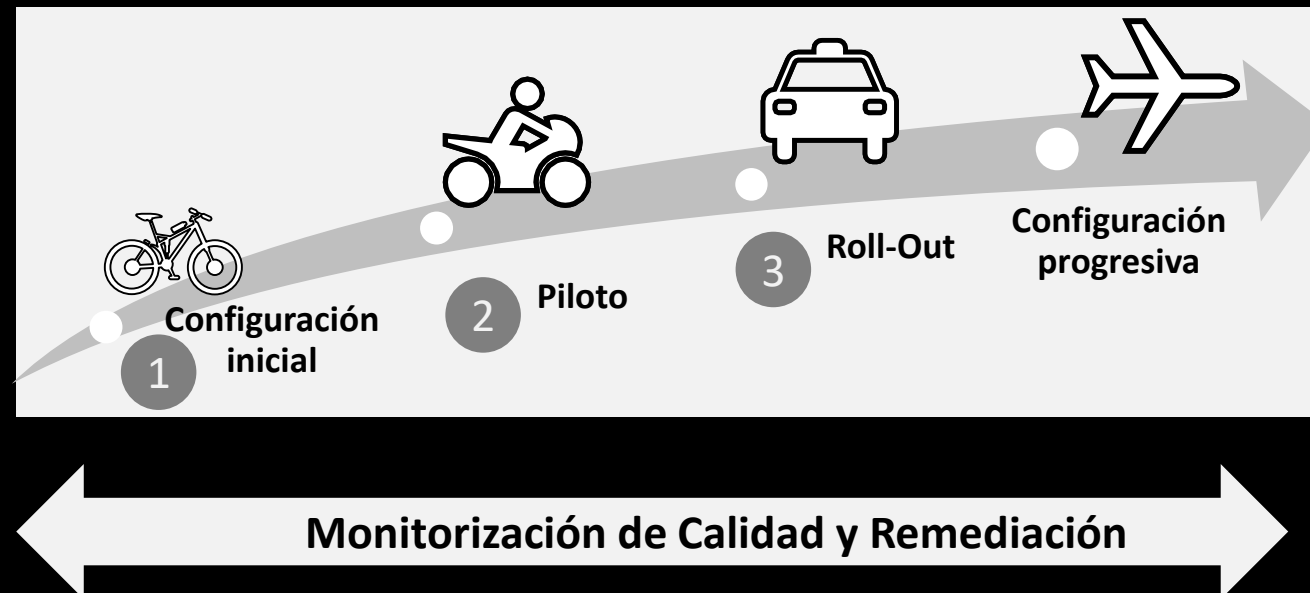 1
Configuración
inicial
2
Piloto
3
Roll-Out
Configuración
progresiva
Monitorización de Calidad y Remediación